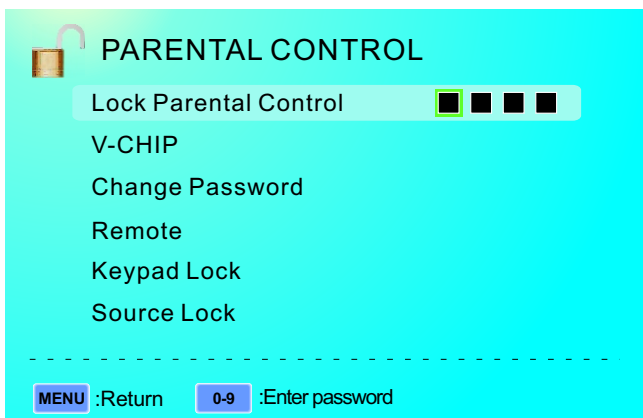 PARENTAL CONTROL
Lock Parental Control
V-CHIP
Change Password
Remote
Keypad Lock
Source Lock
MENU :Return 0-9 :Enter password